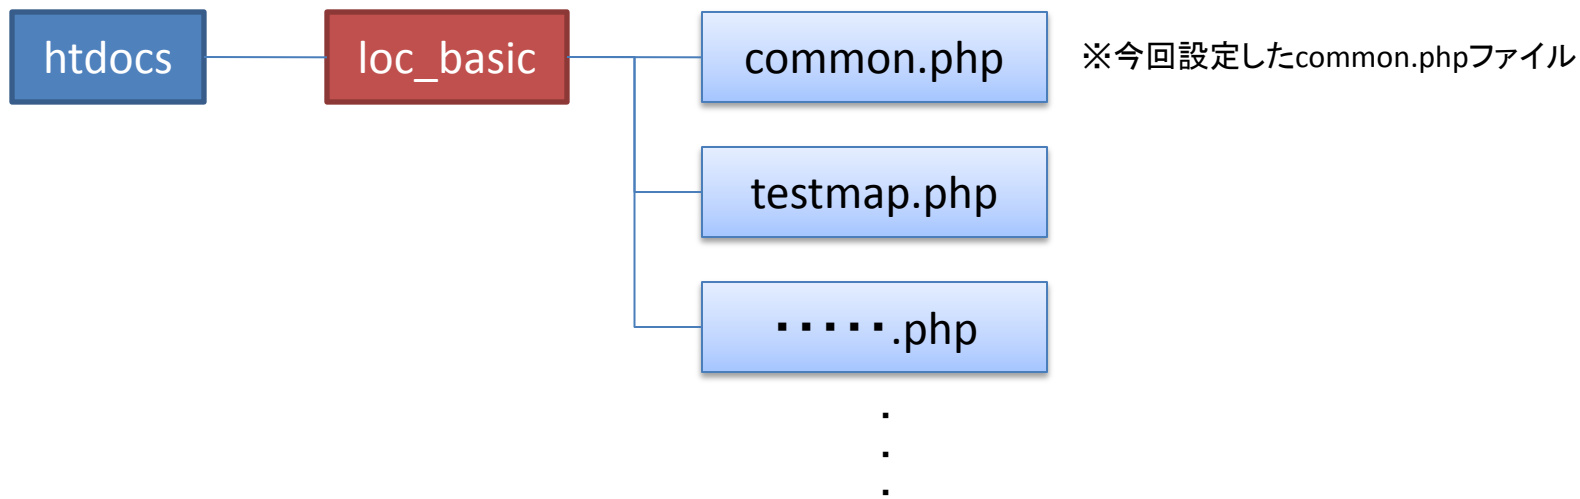 htdocs
loc_basic
common.php
※今回設定したcommon.phpファイル
testmap.php
・・・・・.php
・
・
・